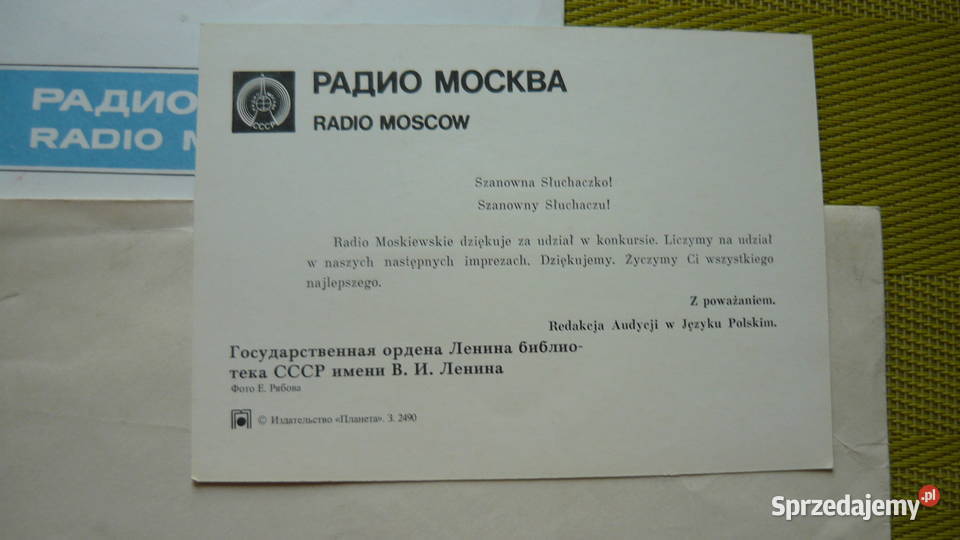 РАДИО
RADIO M
РАДИО МОСКВА
RADIO MOSCOW
СССР
Szanowna Słuchaczko!
Szanowny Słuchaczu!
Radio Moskiewskie dziękuje za udział w konkursie. Liczymy na udział
w naszych następnych imprezach. Dziękujemy. Życzymy Ci wszystkiego
najlepszego.
Z poważaniem.
Redakcja Audycji w Języku Polskim.
Государственная ордена Ленина библио-
тека СССР имени В. И. Ленина
Фото Е. Рябова
© Издательство «Планета». З. 2490
Sprzedajemy.pl